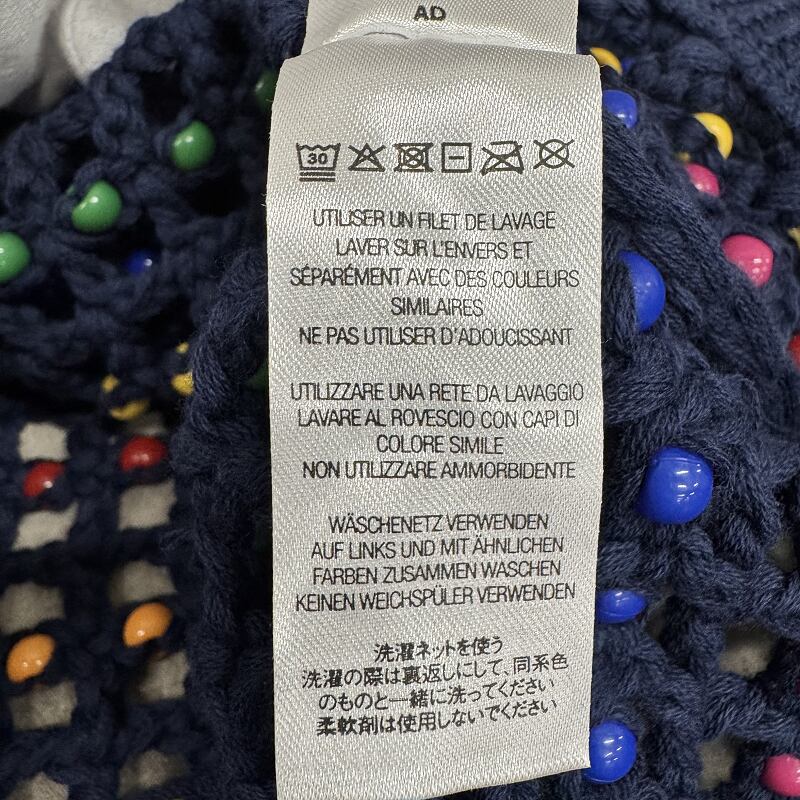 AD
30
UTILISER UN FILET DE LAVAGE
LAVER SUR L'ENVERS ET
SÉPARÉMENT AVEC DES COULEURS
SIMILAIRES
NE PAS UTILISER D'ADOUCISSANT
UTILIZZARE UNA RETE DA LAVAGGIO
LAVARE AL ROVESCIO CON CAPI DI
COLORE SIMILE
NON UTILIZZARE AMMORBIDENTE
WÄSCHENETZ VERWENDEN
AUF LINKS UND MIT ÄHNLICHEN
FARBEN ZUSAMMEN WASCHEN
KEINEN WEICHSPÜLER VERWENDEN
洗濯ネットを使う
洗濯の際は裏返しにして、同系色
のものと一緒に洗ってください
柔軟剤は使用しないでください